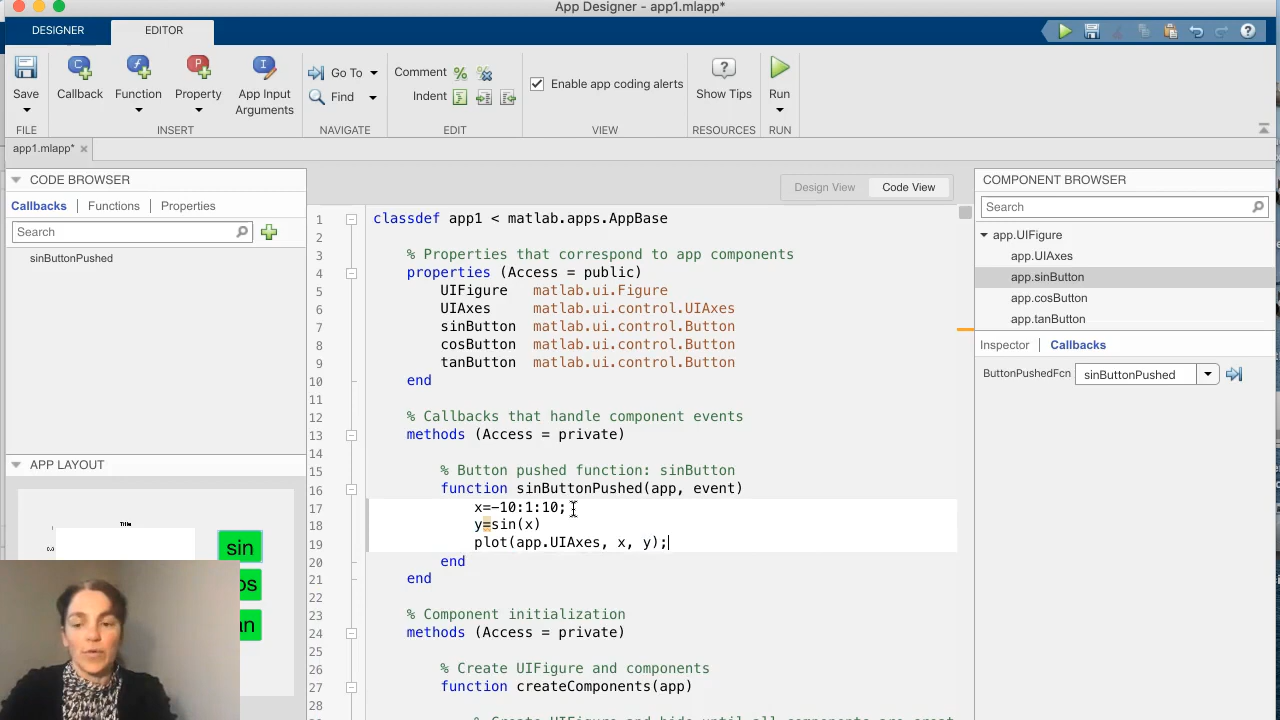 App Designer - app1.mlapp*
DESIGNER EDITOR
Save Callback Function Property App Input Arguments Go To Find Comment Indent Enable app coding alerts Show Tips Run
FILE INSERT NAVIGATE EDIT VIEW RESOURCES RUN
app1.mlapp*
CODE BROWSER
Callbacks Functions Properties
Search
sinButtonPushed
APP LAYOUT
Title
sin
os
an
Design View Code View
1 classdef app1 < matlab.apps.AppBase
2
3 % Properties that correspond to app components
4 properties (Access = public)
5 UIFigure matlab.ui.Figure
6 UIAxes matlab.ui.control.UIAxes
7 sinButton matlab.ui.control.Button
8 cosButton matlab.ui.control.Button
9 tanButton matlab.ui.control.Button
10 end
11
12 % Callbacks that handle component events
13 methods (Access = private)
14
15 % Button pushed function: sinButton
16 function sinButtonPushed(app, event)
17 x=-10:1:10;
18 y=sin(x)
19 plot(app.UIAxes, x, y);
20 end
21 end
22
23 % Component initialization
24 methods (Access = private)
25
26 % Create UIFigure and components
27 function createComponents(app)
28
COMPONENT BROWSER
Search
app.UIFigure
app.UIAxes
app.sinButton
app.cosButton
app.tanButton
Inspector Callbacks
ButtonPushedFcn sinButtonPushed